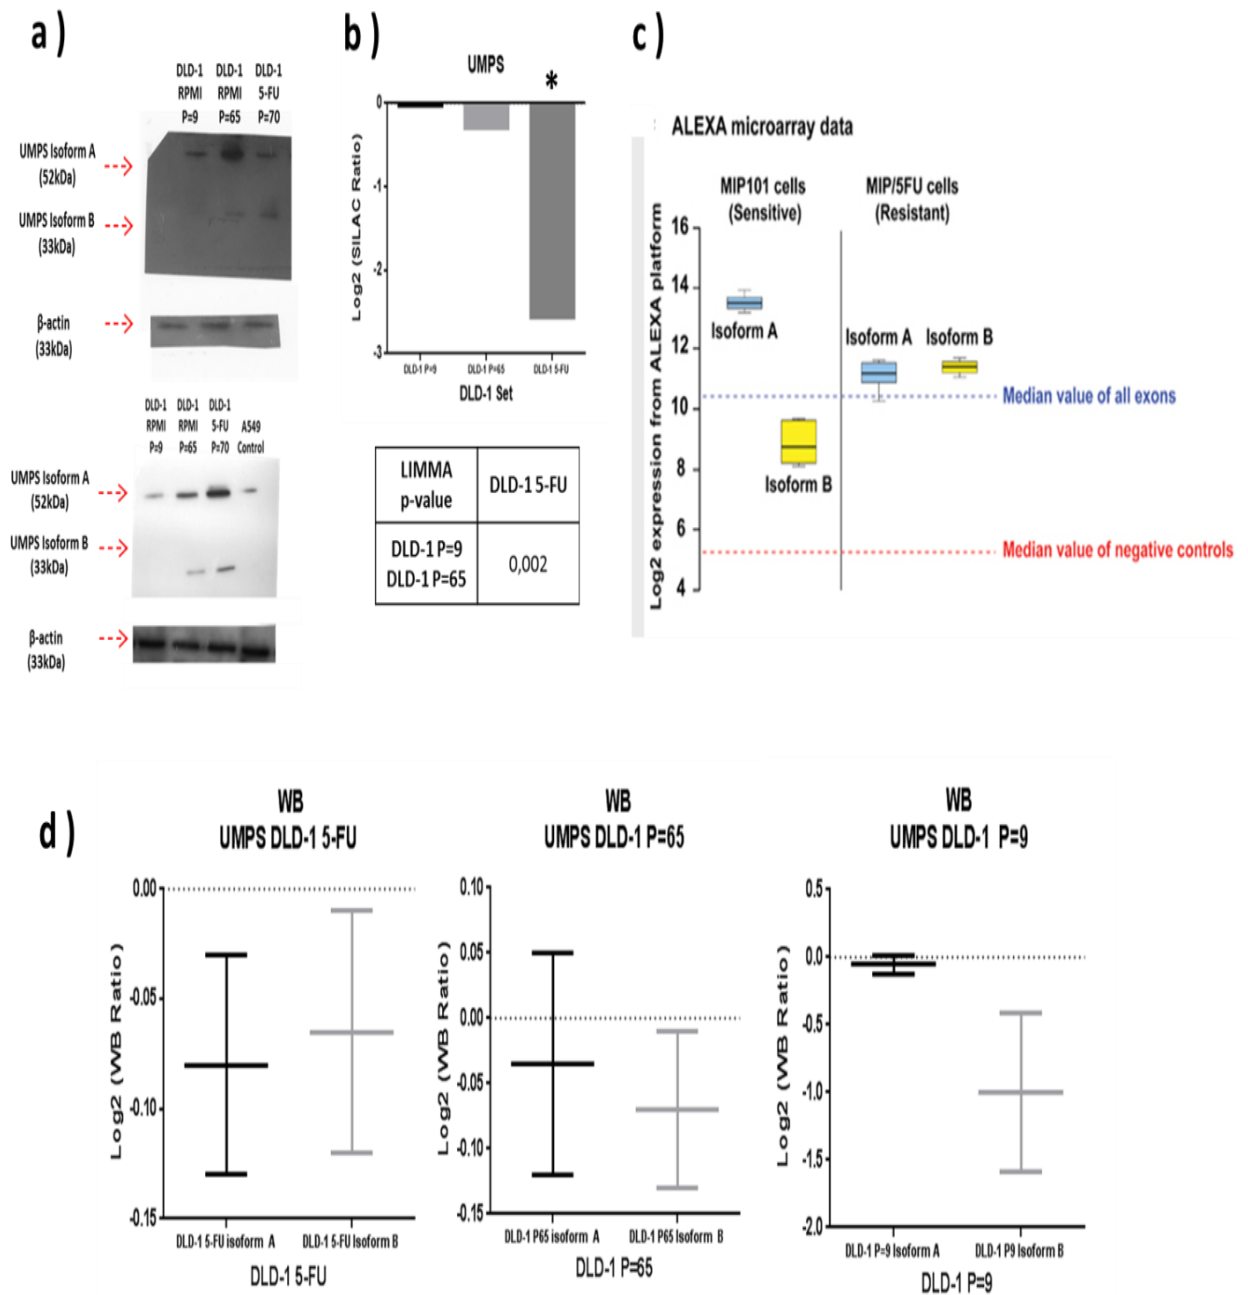 a )
DLD-1 DLD-1 DLD-1
RPMI RPMI 5-FU
P=9 P=65 P=70
UMPS Isoform A
(52kDa)
UMPS Isoform B
(33kDa)
β-actin
(33kDa)
DLD-1 DLD-1 DLD-1
RPMI RPMI 5-FU A549
P=9 P=65 P=70 Control
UMPS Isoform A
(52kDa)
UMPS Isoform B
(33kDa)
β-actin
(33kDa)
b )
UMPS
*
Log2 (SILAC Ratio)
0
-1
-2
-3
DLD-1 P=9 DLD-1 P=65 DLD-1 5-FU
DLD-1 Set
LIMMA
p-value
DLD-1 5-FU
DLD-1 P=9
DLD-1 P=65
0,002
c )
ALEXA microarray data
MIP101 cells
(Sensitive)
MIP/5FU cells
(Resistant)
Log2 expression from ALEXA platform
16
14
12
10
8
6
4
Isoform A
Isoform B
Isoform A
Isoform B
Median value of all exons
Median value of negative controls
d )
WB
UMPS DLD-1 5-FU
Log2 (WB Ratio)
0.00
-0.05
-0.10
-0.15
DLD-1 5-FU isoform A DLD-1 5-FU Isoform B
DLD-1 5-FU
WB
UMPS DLD-1 P=65
Log2 (WB Ratio)
0.10
0.05
0.00
-0.05
-0.10
-0.15
DLD-1 P65 isoform A DLD-1 P65 Isoform B
DLD-1 P=65
WB
UMPS DLD-1 P=9
Log2 (WB Ratio)
0.5
0.0
-0.5
-1.0
-1.5
-2.0
DLD-1 P=9 Isoform A DLD-1 P9 Isoform B
DLD-1 P=9